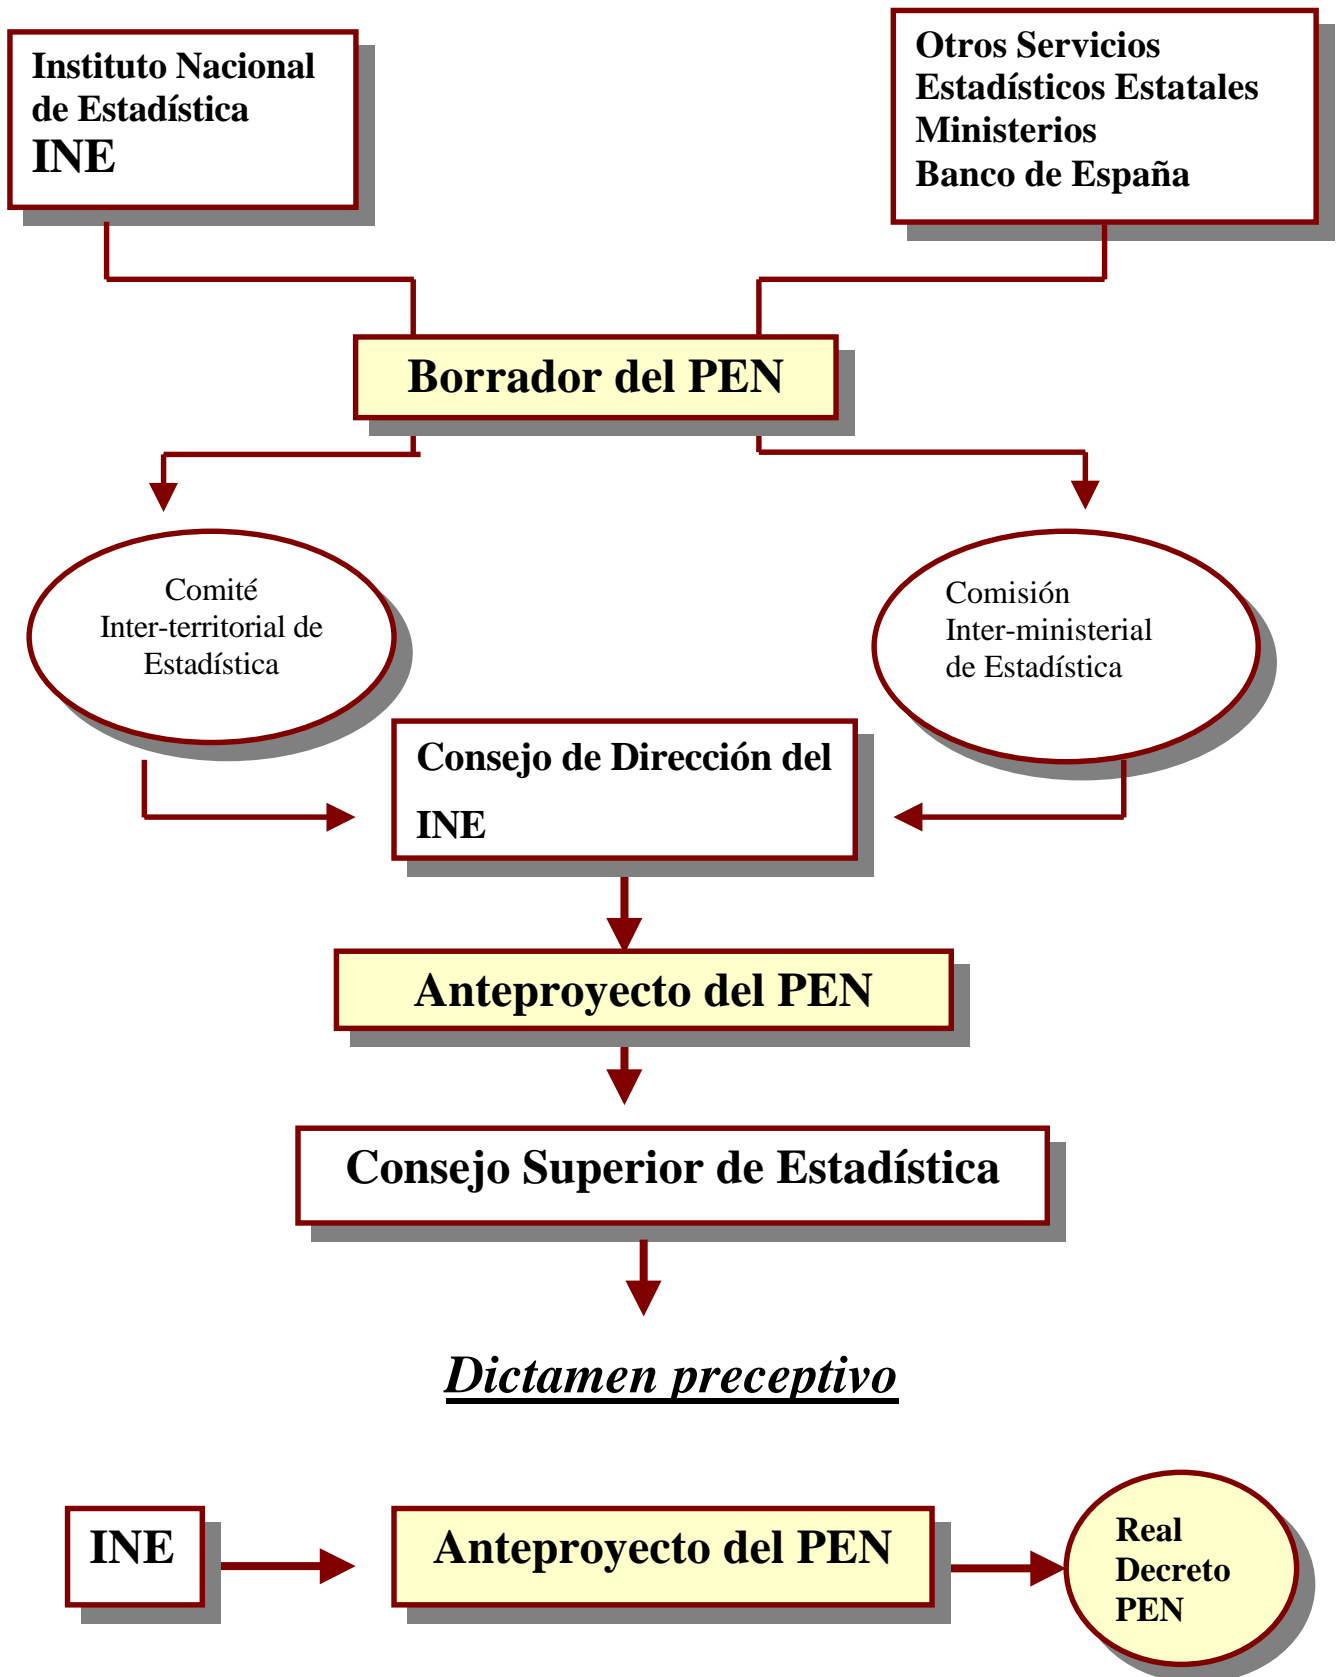 Instituto Nacional
de Estadística
INE
Otros Servicios
Estadísticos Estatales
Ministerios
Banco de España
Borrador del PEN
Comité
Inter-territorial de
Estadística
Comisión
Inter-ministerial
de Estadística
Consejo de Dirección del
INE
Anteproyecto del PEN
Consejo Superior de Estadística
Dictamen preceptivo
INE
Anteproyecto del PEN
Real
Decreto
PEN